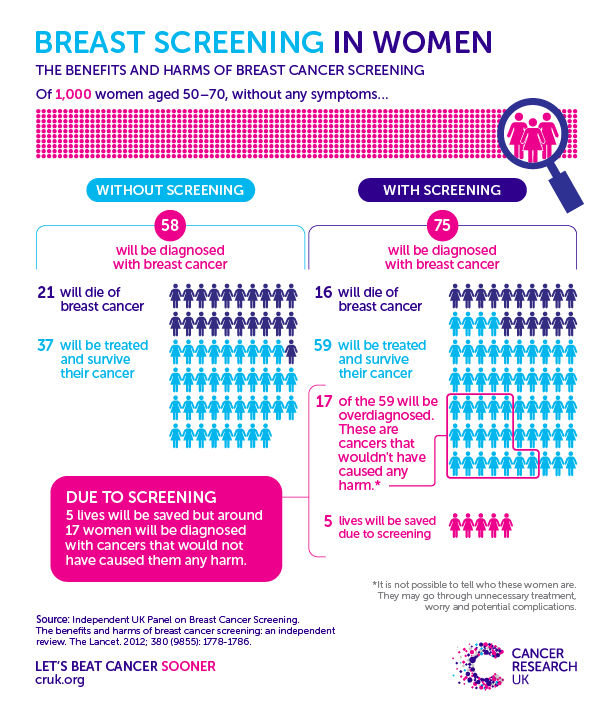 BREAST SCREENING IN WOMEN
THE BENEFITS AND HARMS OF BREAST CANCER SCREENING
Of 1,000 women aged 50–70, without any symptoms...
WITHOUT SCREENING
58
will be diagnosed
with breast cancer
21 will die of
breast cancer
37 will be treated
and survive
their cancer
WITH SCREENING
75
will be diagnosed
with breast cancer
16 will die of
breast cancer
59 will be treated
and survive
their cancer
17 of the 59 will be
overdiagnosed.
These are
cancers that
wouldn't have
caused any
harm.*
5 lives will be saved
due to screening
DUE TO SCREENING
5 lives will be saved but around
17 women will be diagnosed
with cancers that would not
have caused them any harm.
*It is not possible to tell who these women are.
They may go through unnecessary treatment,
worry and potential complications.
Source: Independent UK Panel on Breast Cancer Screening.
The benefits and harms of breast cancer screening: an independent
review. The Lancet. 2012; 380 (9855): 1778-1786.
LET'S BEAT CANCER SOONER
cruk.org
CANCER
RESEARCH
UK